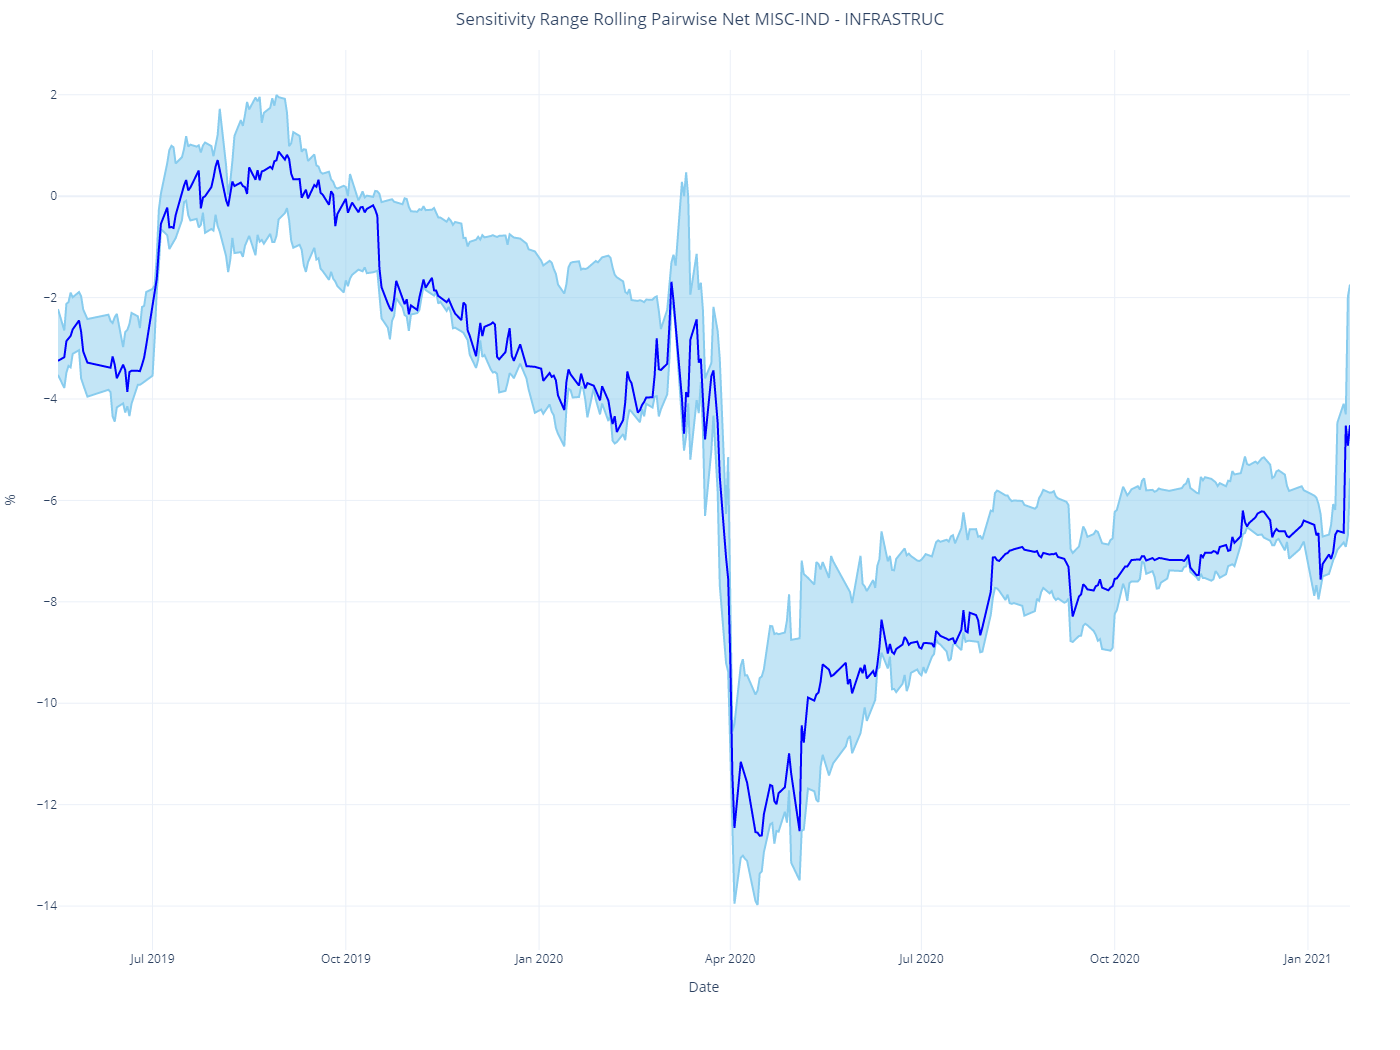 Sensitivity Range Rolling Pairwise Net MISC-IND - INFRASTRUC
2
0
−2
−4
−6
−8
−10
−12
−14
%
Jul 2019
Oct 2019
Jan 2020
Apr 2020
Jul 2020
Oct 2020
Jan 2021
Date